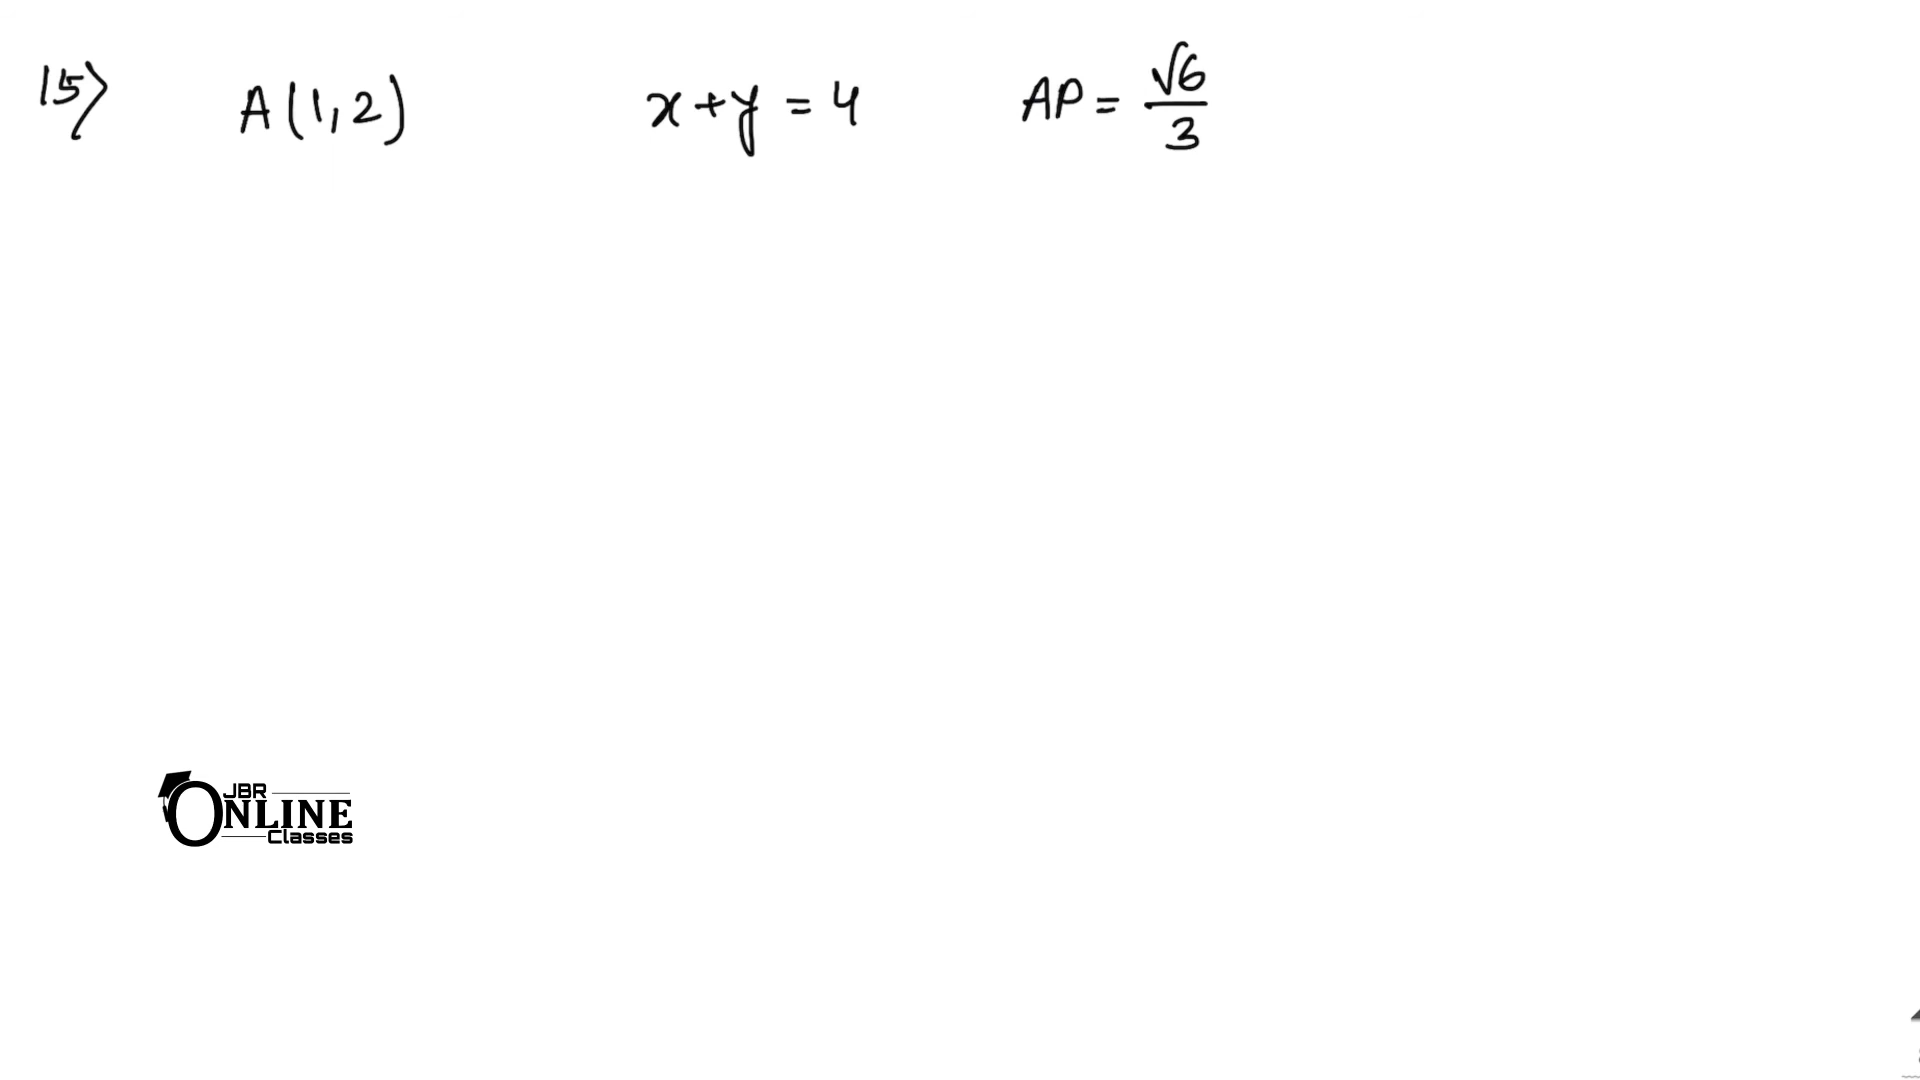 15> A(1,2) x+y=4 AP=√6/3
JBR
ONLINE
Classes